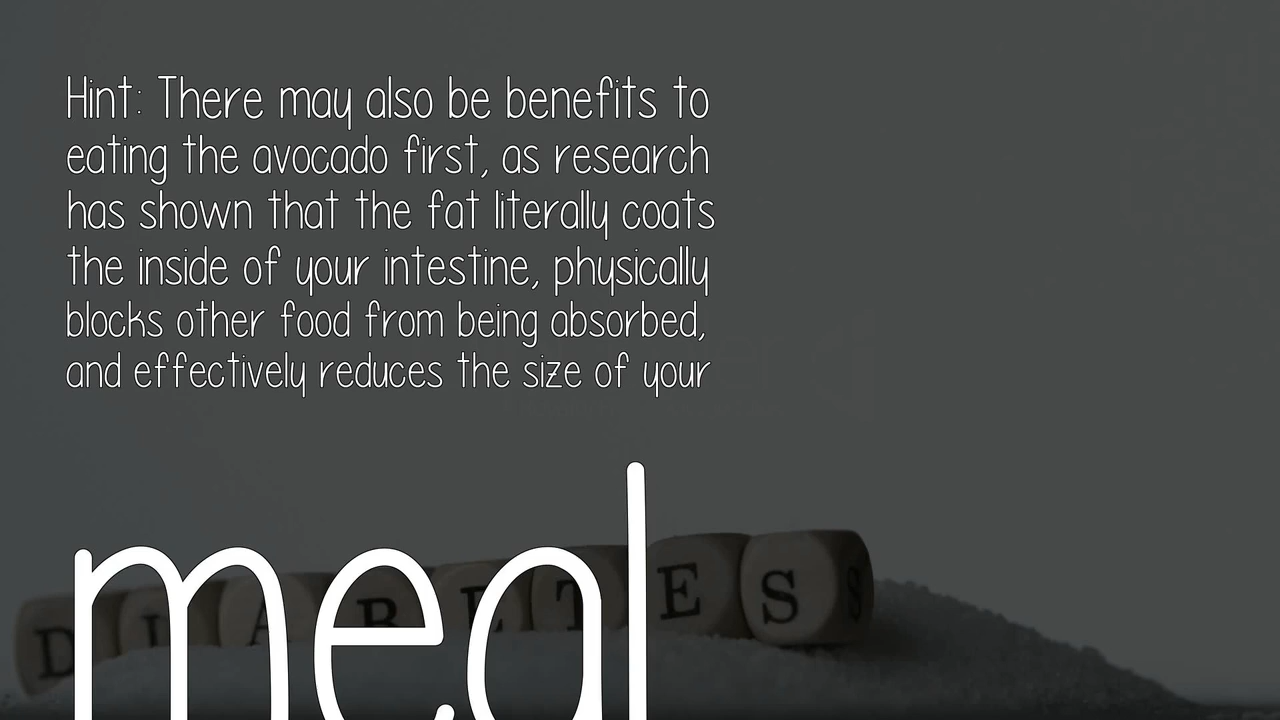 Hint: There may also be benefits to
eating the avocado first, as research
has shown that the fat literally coats
the inside of your intestine, physically
blocks other food from being absorbed,
and effectively reduces the size of your
meal
DIABETES S